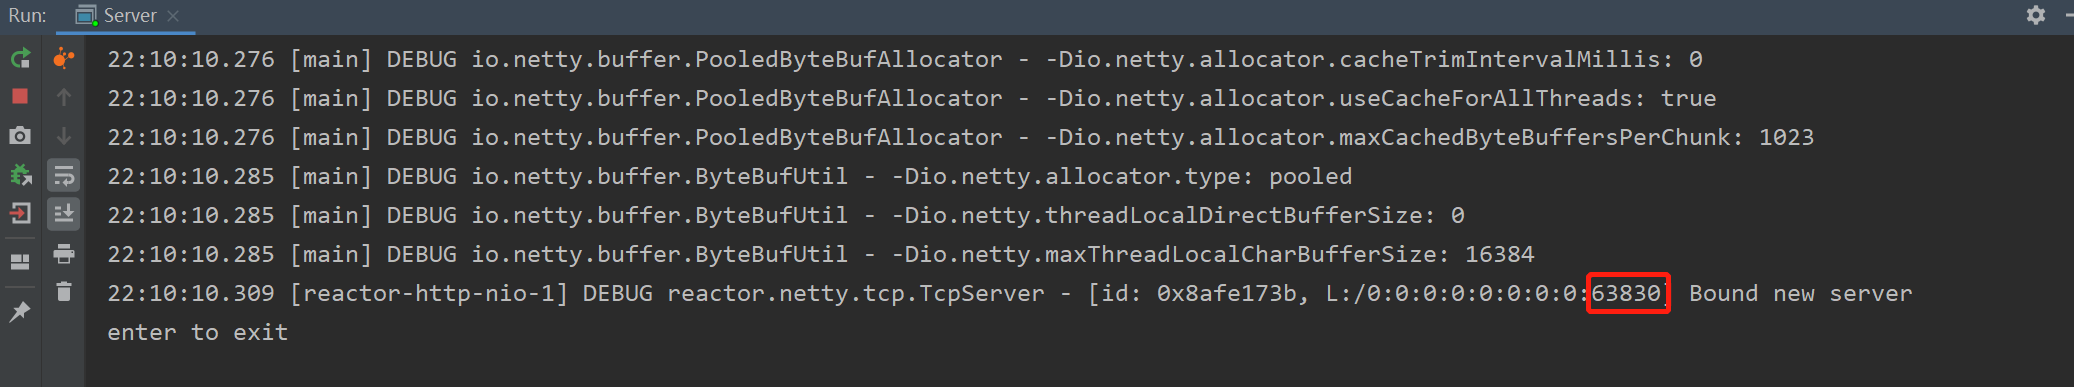 Run: Server
22:10:10.276 [main] DEBUG io.netty.buffer.PooledByteBufAllocator - -Dio.netty.allocator.cacheTrimIntervalMillis: 0
22:10:10.276 [main] DEBUG io.netty.buffer.PooledByteBufAllocator - -Dio.netty.allocator.useCacheForAllThreads: true
22:10:10.276 [main] DEBUG io.netty.buffer.PooledByteBufAllocator - -Dio.netty.allocator.maxCachedByteBuffersPerChunk: 1023
22:10:10.285 [main] DEBUG io.netty.buffer.ByteBufUtil - -Dio.netty.allocator.type: pooled
22:10:10.285 [main] DEBUG io.netty.buffer.ByteBufUtil - -Dio.netty.threadLocalDirectBufferSize: 0
22:10:10.285 [main] DEBUG io.netty.buffer.ByteBufUtil - -Dio.netty.maxThreadLocalCharBufferSize: 16384
22:10:10.309 [reactor-http-nio-1] DEBUG reactor.netty.tcp.TcpServer - [id: 0x8afe173b, L:/0:0:0:0:0:0:0:0:63830] Bound new server
enter to exit